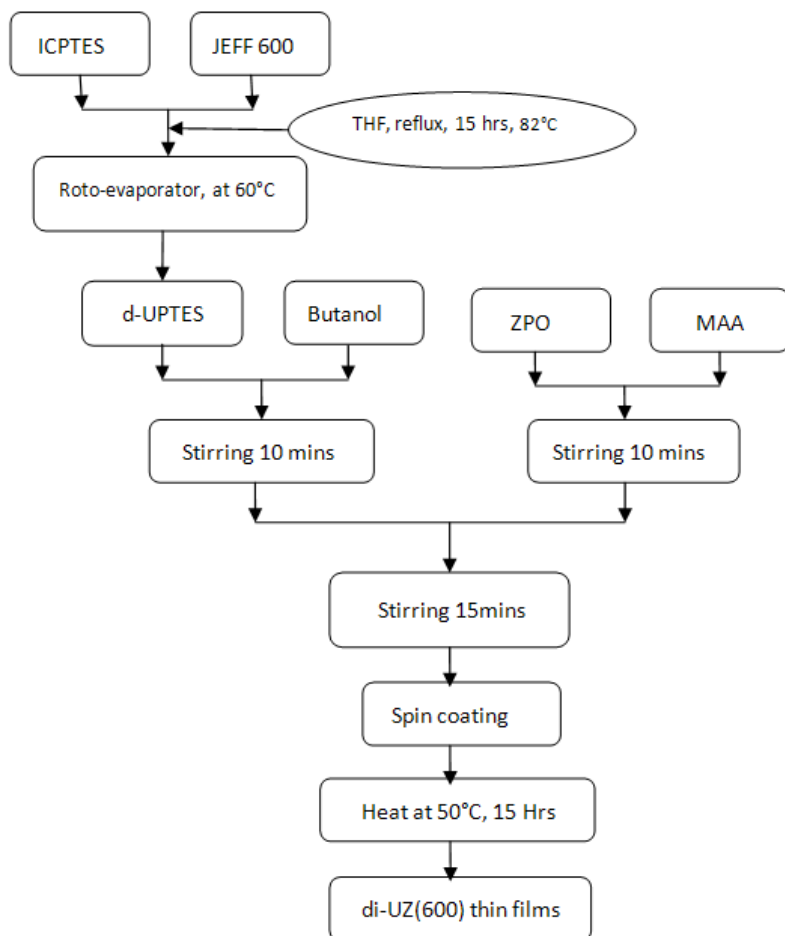 ICPTES
JEFF 600
THF, reflux, 15 hrs, 82°C
Roto-evaporator, at 60°C
d-UPTES
Butanol
ZPO
MAA
Stirring 10 mins
Stirring 10 mins
Stirring 15mins
Spin coating
Heat at 50°C, 15 Hrs
di-UZ(600) thin films